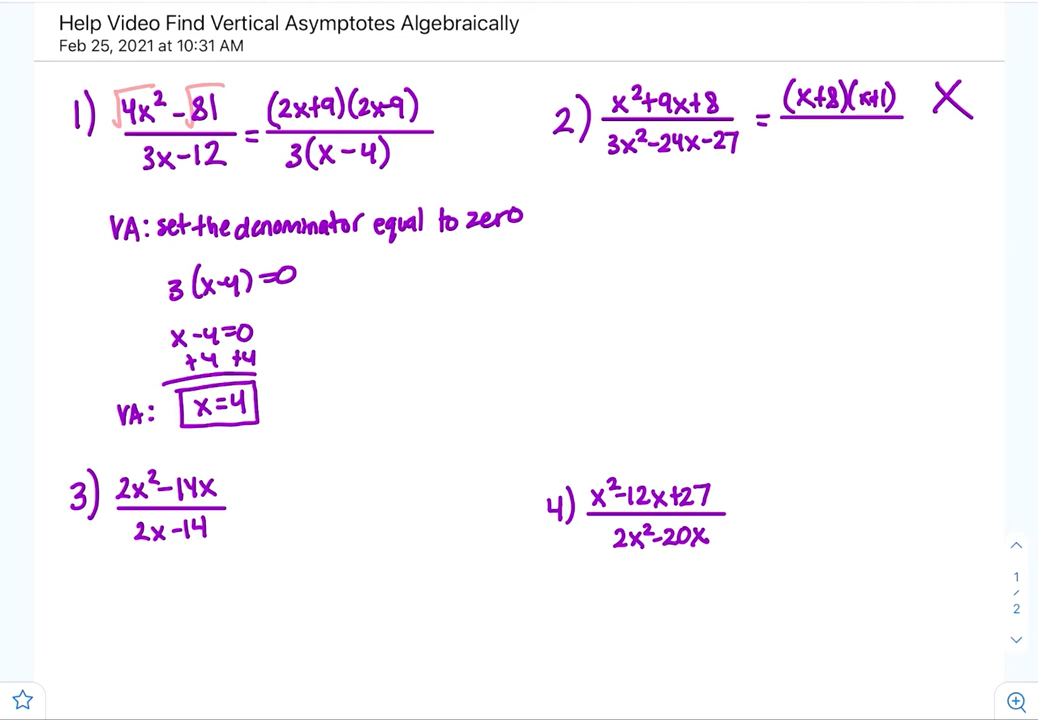 Help Video Find Vertical Asymptotes Algebraically
Feb 25, 2021 at 10:31 AM
1) √4x² - √81 / 3x-12 = (2x+9)(2x-9) / 3(x-4)
2) x²+9x+8 / 3x²-24x-27 = (x+8)(x+1) X
VA: set the denominator equal to zero
3(x-4)=0
x-4=0
+4 +4
VA: x=4
3) 2x²-14x / 2x-14
4) x²-12x+27 / 2x²-20x
1
/
2